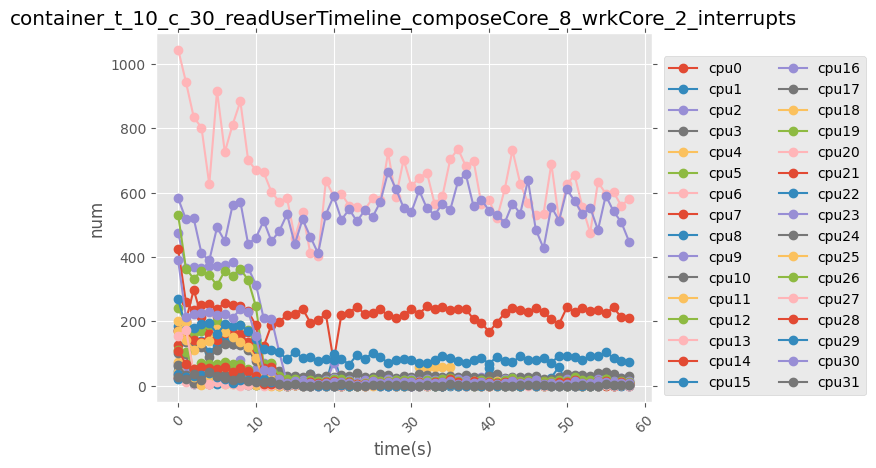 container_t_10_c_30_readUserTimeline_composeCore_8_wrkCore_2_interrupts
1000
800
600
400
200
0
num
0
10
20
30
40
50
60
time(s)
cpu0
cpu1
cpu2
cpu3
cpu4
cpu5
cpu6
cpu7
cpu8
cpu9
cpu10
cpu11
cpu12
cpu13
cpu14
cpu15
cpu16
cpu17
cpu18
cpu19
cpu20
cpu21
cpu22
cpu23
cpu24
cpu25
cpu26
cpu27
cpu28
cpu29
cpu30
cpu31